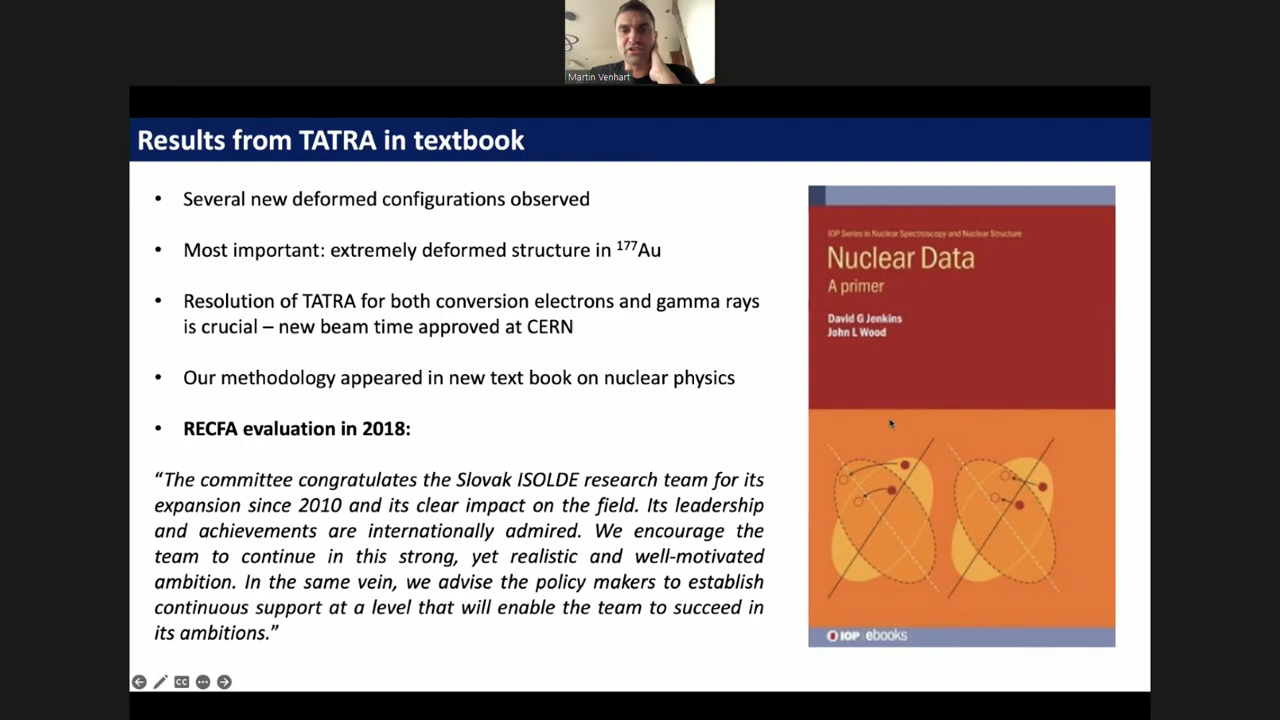 Martin Venhart
Results from TATRA in textbook
• Several new deformed configurations observed
• Most important: extremely deformed structure in ¹⁷⁷Au
• Resolution of TATRA for both conversion electrons and gamma rays
is crucial – new beam time approved at CERN
• Our methodology appeared in new text book on nuclear physics
• RECFA evaluation in 2018:
“The committee congratulates the Slovak ISOLDE research team for its
expansion since 2010 and its clear impact on the field. Its leadership
and achievements are internationally admired. We encourage the
team to continue in this strong, yet realistic and well-motivated
ambition. In the same vein, we advise the policy makers to establish
continuous support at a level that will enable the team to succeed in
its ambitions.”
IOP Series in Nuclear Spectroscopy and Nuclear Structure
Nuclear Data
A primer
David G Jenkins
John L Wood
IOP ebooks
CC